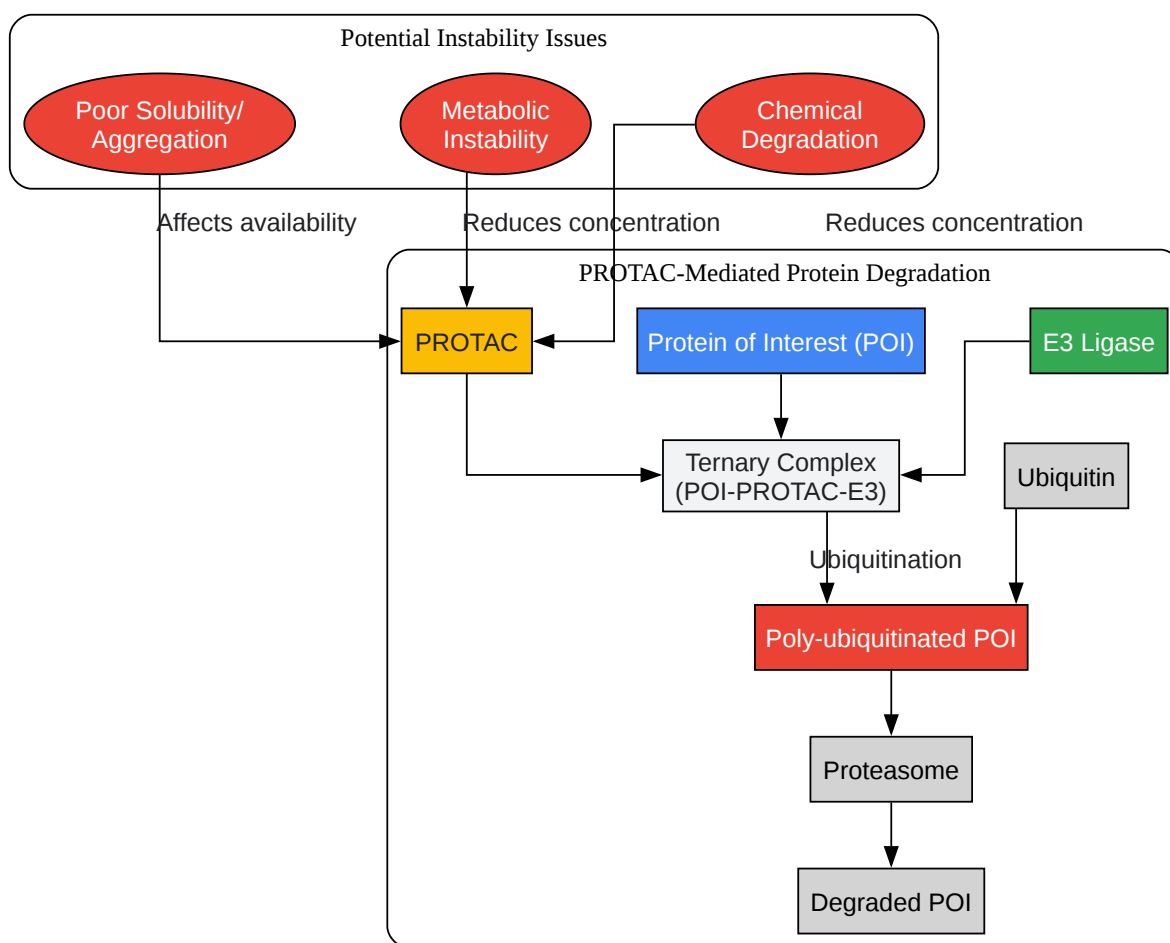 Potential Instability Issues
Poor Solubility/
Aggregation
Metabolic
Instability
Chemical
Degradation
Affects availability
Reduces concentration
Reduces concentration
PROTAC-Mediated Protein Degradation
PROTAC
Protein of Interest (POI)
E3 Ligase
Ternary Complex
(POI-PROTAC-E3)
Ubiquitin
Ubiquitination
Poly-ubiquitinated POI
Proteasome
Degraded POI